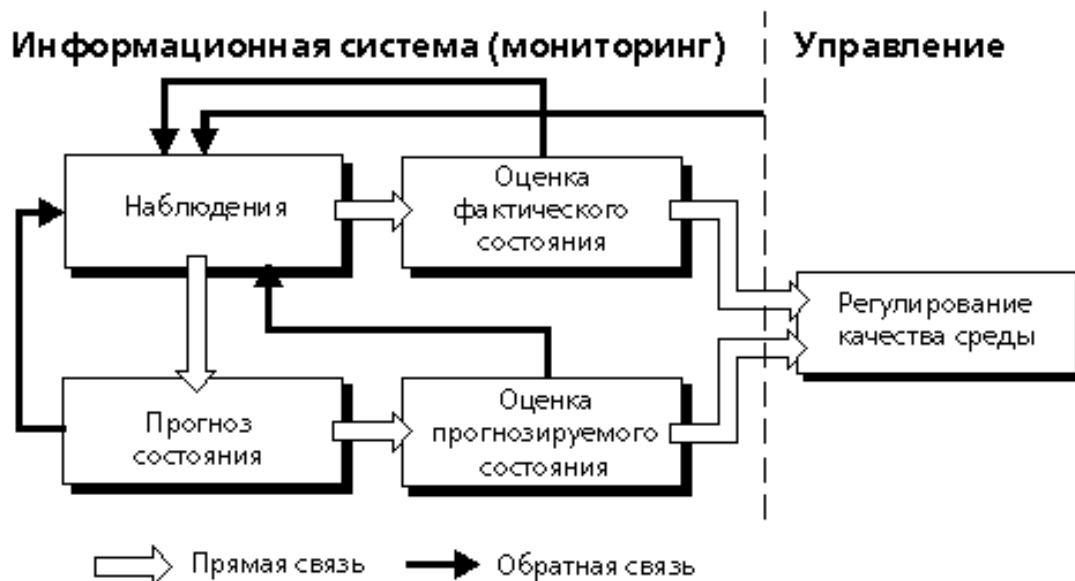 Информационная система (мониторинг)
Управление
Наблюдения
Оценка
фактического
состояния
Регулирование
качества среды
Прогноз
состояния
Оценка
прогнозируемого
состояния
Прямая связь
Обратная связь